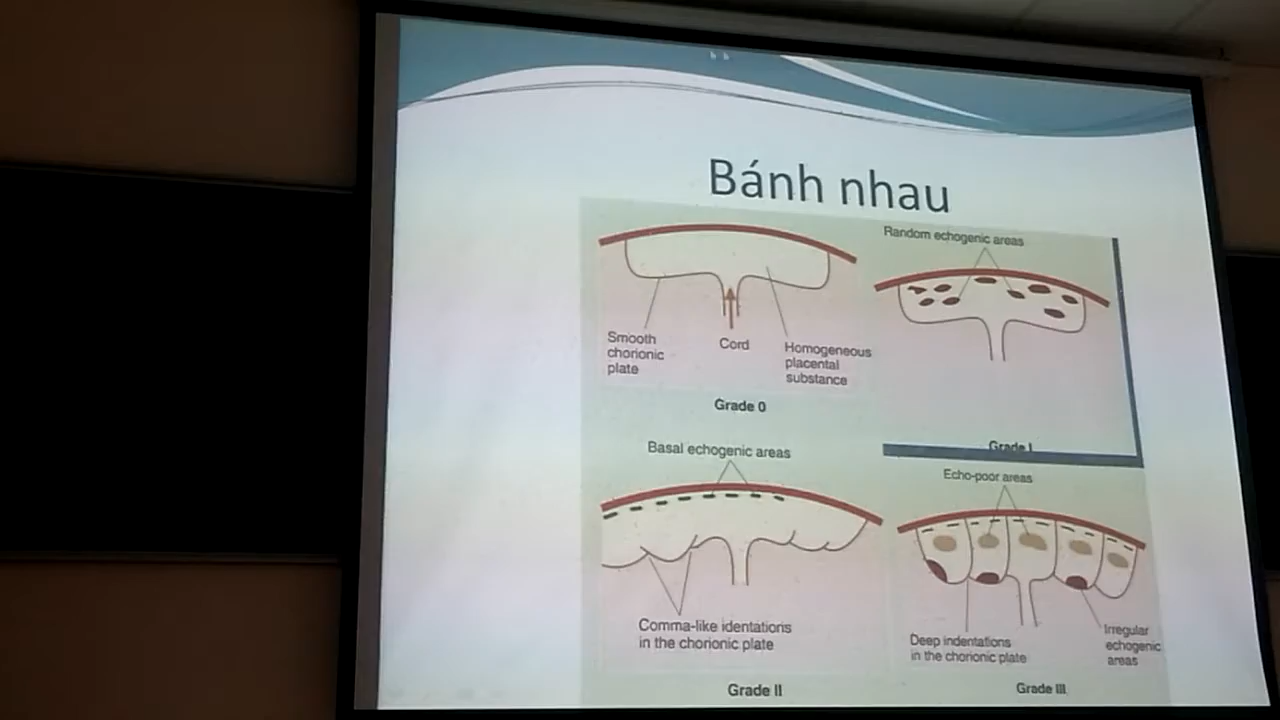 Bánh nhau
Random echogenic areas
Smooth
chorionic
plate
Cord
Homogeneous
placental
substance
Grade 0
Grade I
Basal echogenic areas
Echo-poor areas
Comma-like identations
in the chorionic plate
Deep indentations
in the chorionic plate
Irregular
echogenic
areas
Grade II
Grade III